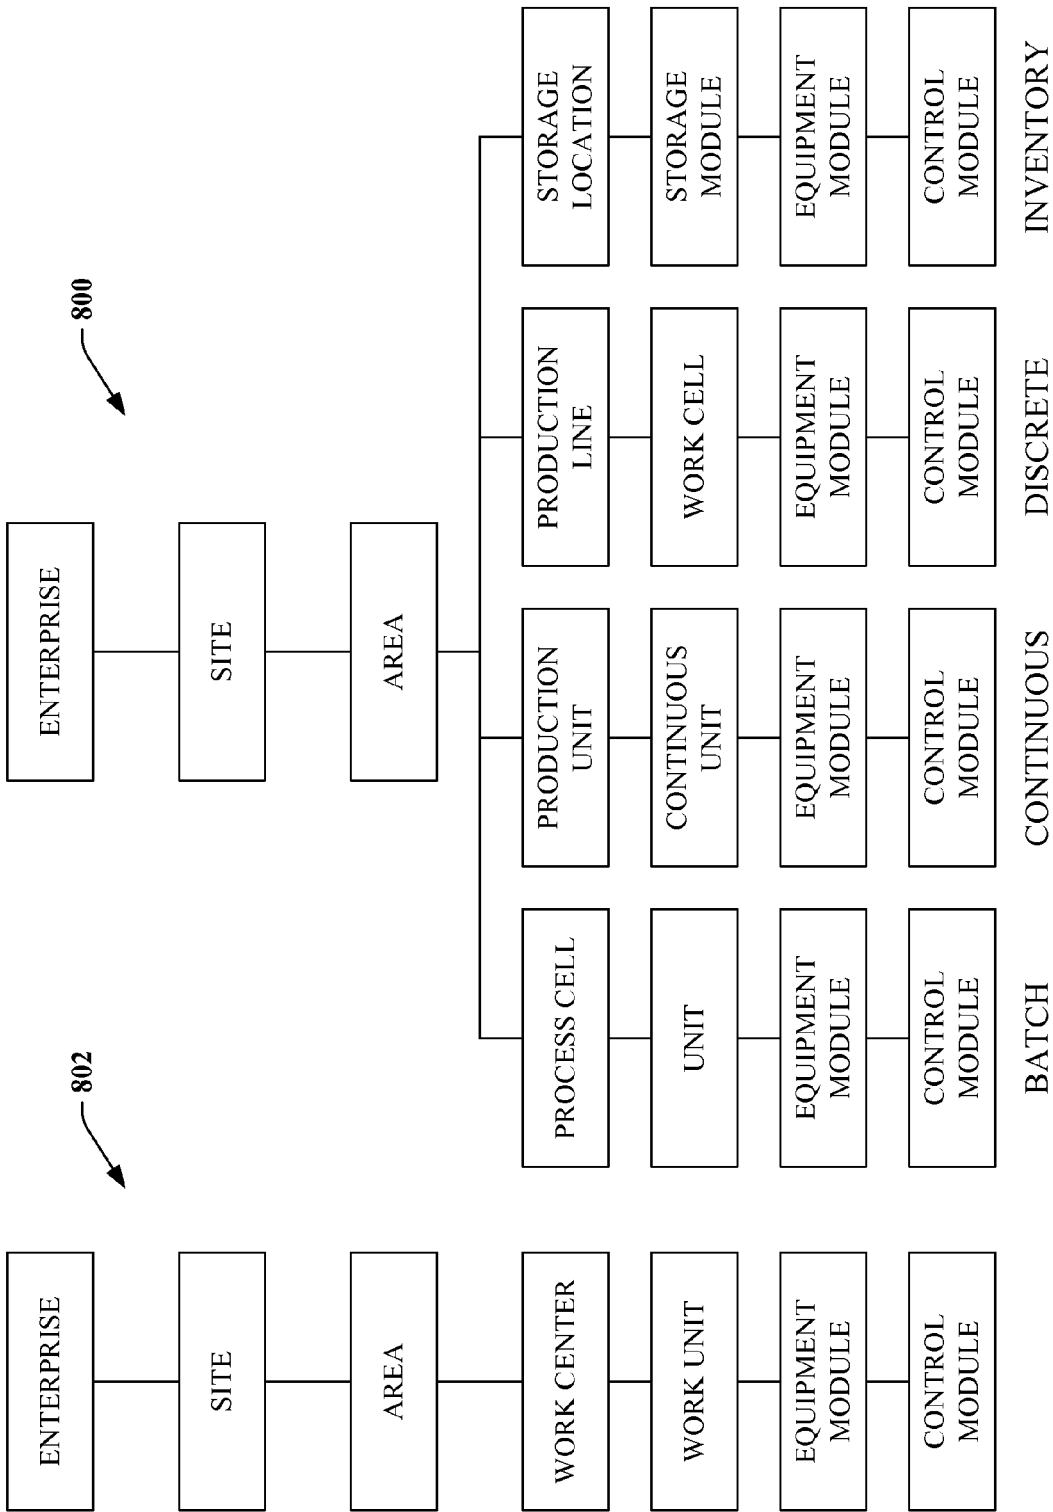 ENTERPRISE
SITE
AREA
WORK CENTER
WORK UNIT
EQUIPMENT
MODULE
CONTROL
MODULE
802
ENTERPRISE
SITE
AREA
800
PROCESS CELL
UNIT
EQUIPMENT
MODULE
CONTROL
MODULE
BATCH
PRODUCTION
UNIT
CONTINUOUS
UNIT
EQUIPMENT
MODULE
CONTROL
MODULE
CONTINUOUS
PRODUCTION
LINE
WORK CELL
EQUIPMENT
MODULE
CONTROL
MODULE
DISCRETE
STORAGE
LOCATION
STORAGE
MODULE
EQUIPMENT
MODULE
CONTROL
MODULE
INVENTORY